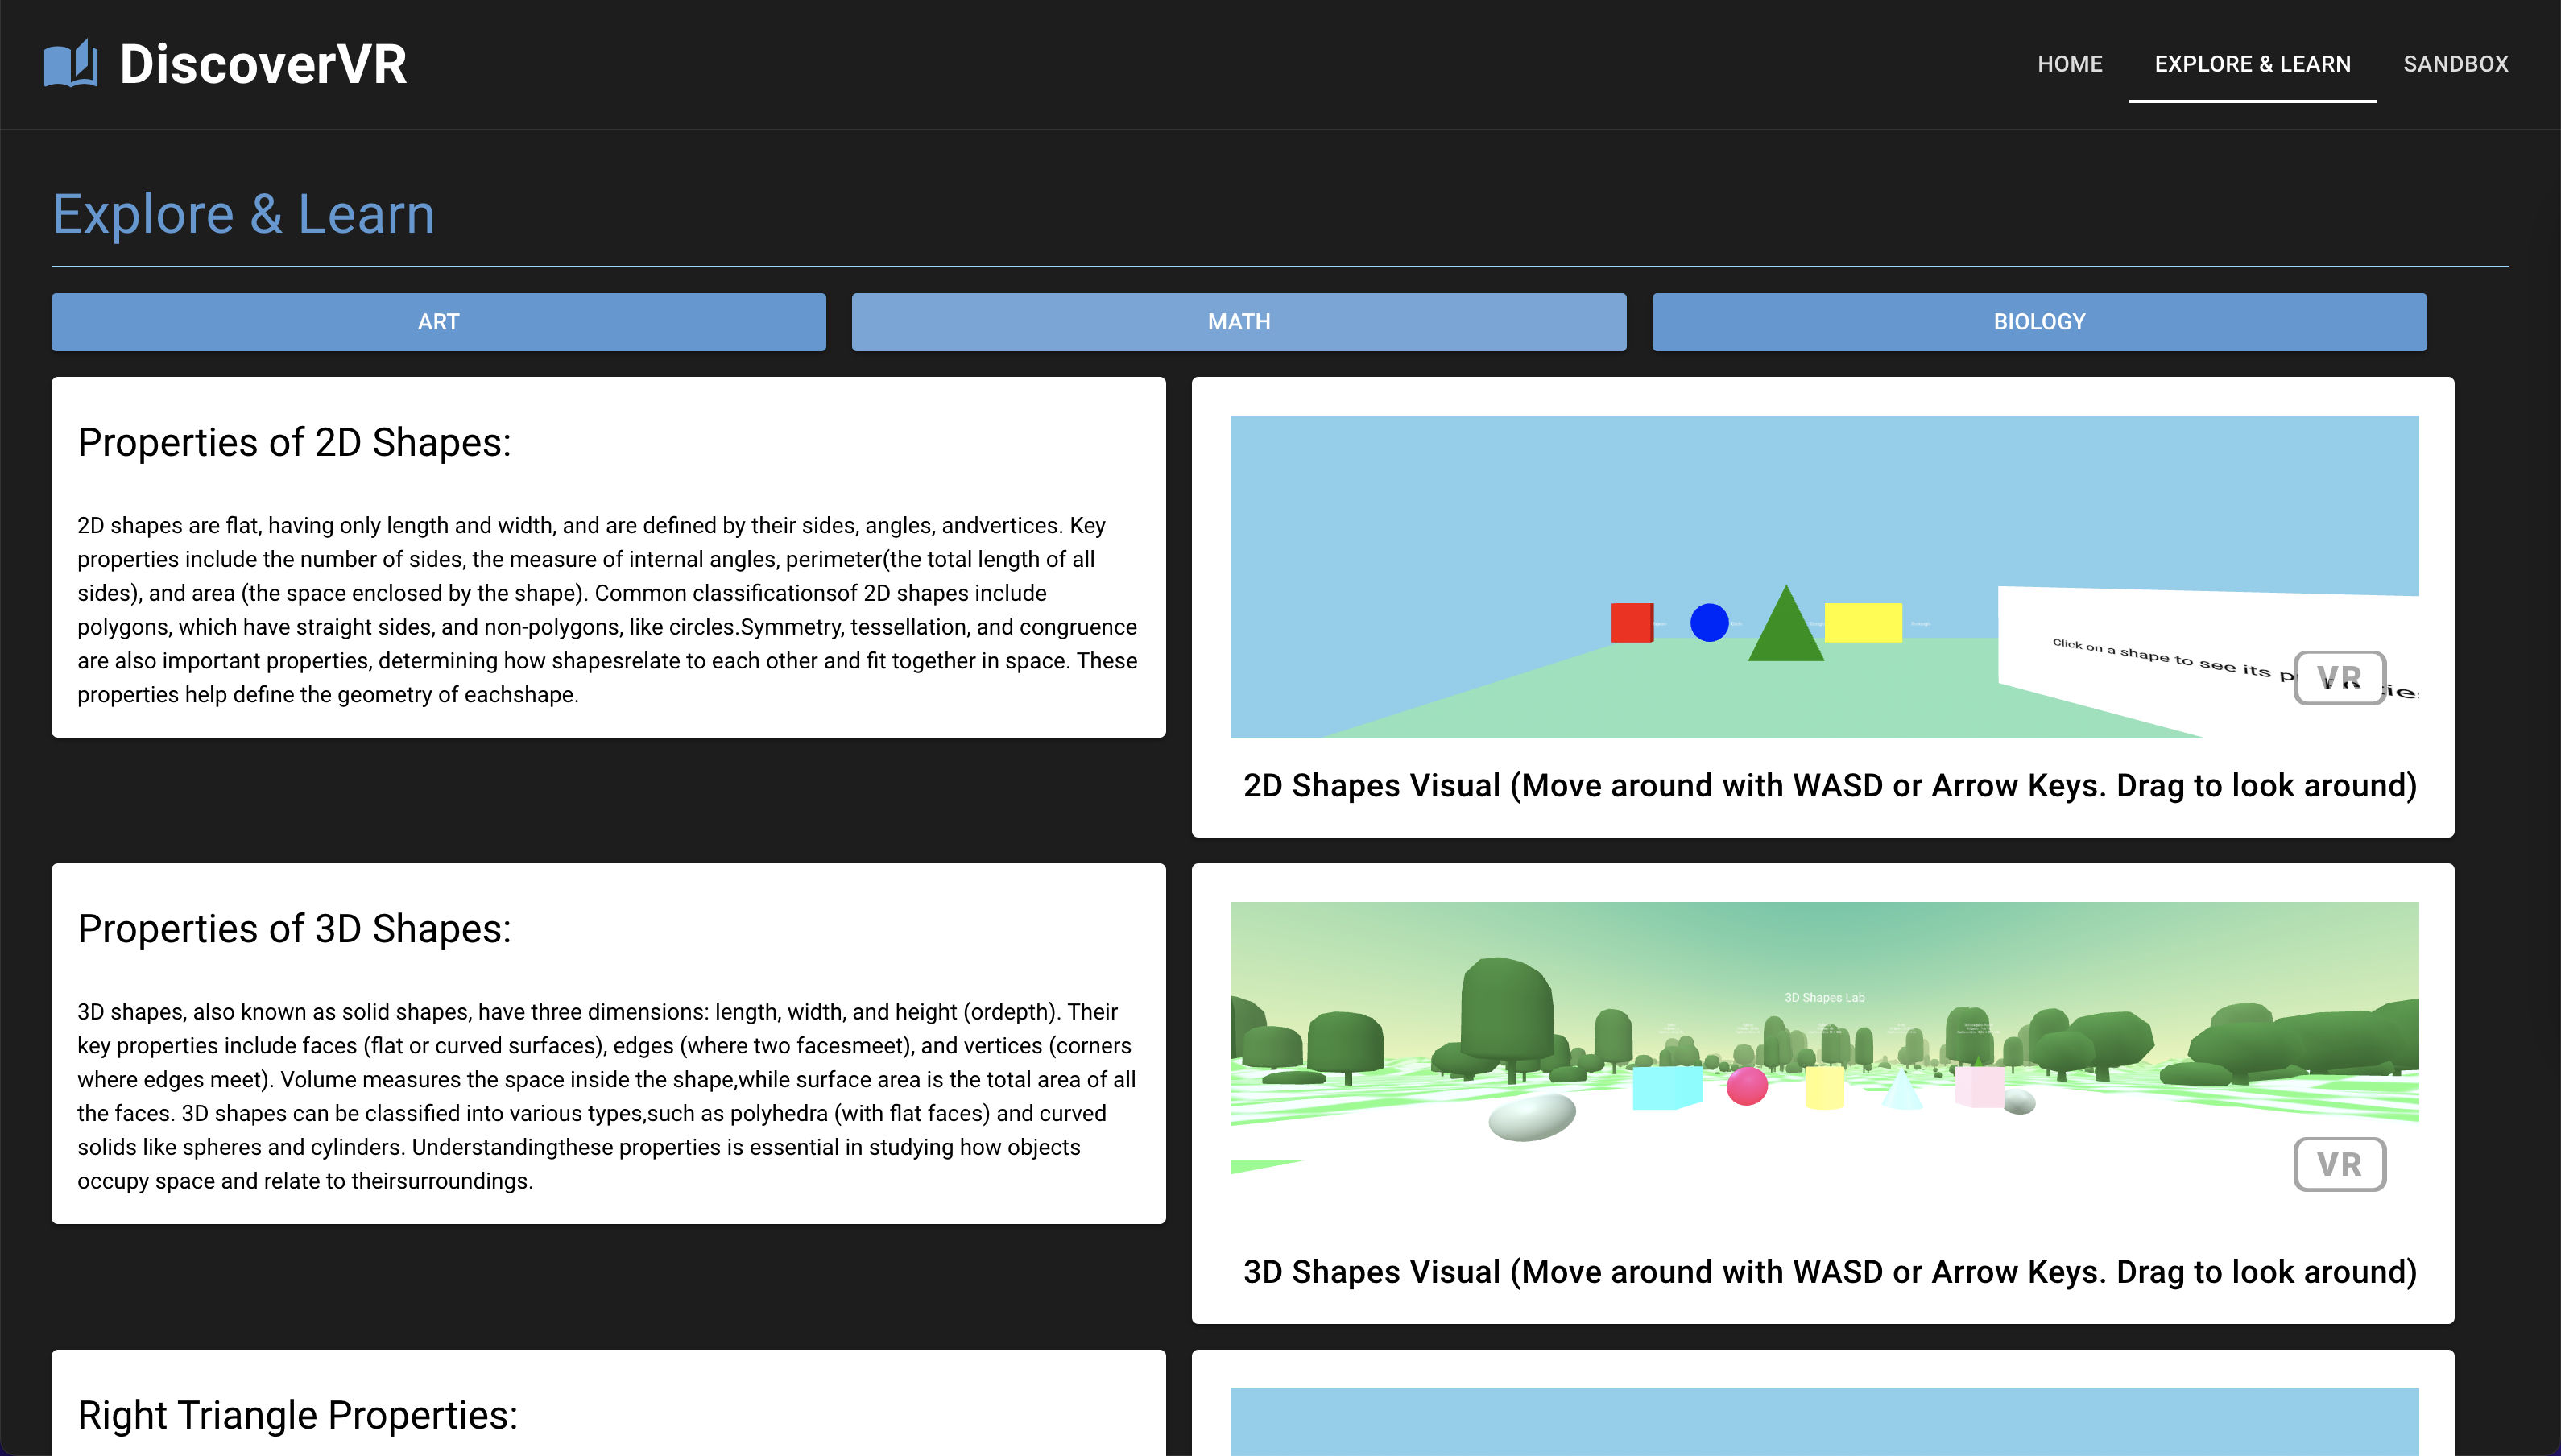 DiscoverVR
HOME
EXPLORE & LEARN
SANDBOX
Explore & Learn
ART
MATH
BIOLOGY
Properties of 2D Shapes:
2D shapes are flat, having only length and width, and are defined by their sides, angles, andvertices. Key
properties include the number of sides, the measure of internal angles, perimeter(the total length of all
sides), and area (the space enclosed by the shape). Common classificationsof 2D shapes include
polygons, which have straight sides, and non-polygons, like circles.Symmetry, tessellation, and congruence
are also important properties, determining how shapesrelate to each other and fit together in space. These
properties help define the geometry of eachshape.
Click on a shape to see its
VR
2D Shapes Visual (Move around with WASD or Arrow Keys. Drag to look around)
Properties of 3D Shapes:
3D shapes, also known as solid shapes, have three dimensions: length, width, and height (ordepth). Their
key properties include faces (flat or curved surfaces), edges (where two facesmeet), and vertices (corners
where edges meet). Volume measures the space inside the shape,while surface area is the total area of all
the faces. 3D shapes can be classified into various types,such as polyhedra (with flat faces) and curved
solids like spheres and cylinders. Understandingthese properties is essential in studying how objects
occupy space and relate to theirsurroundings.
3D Shapes Lab
VR
3D Shapes Visual (Move around with WASD or Arrow Keys. Drag to look around)
Right Triangle Properties: